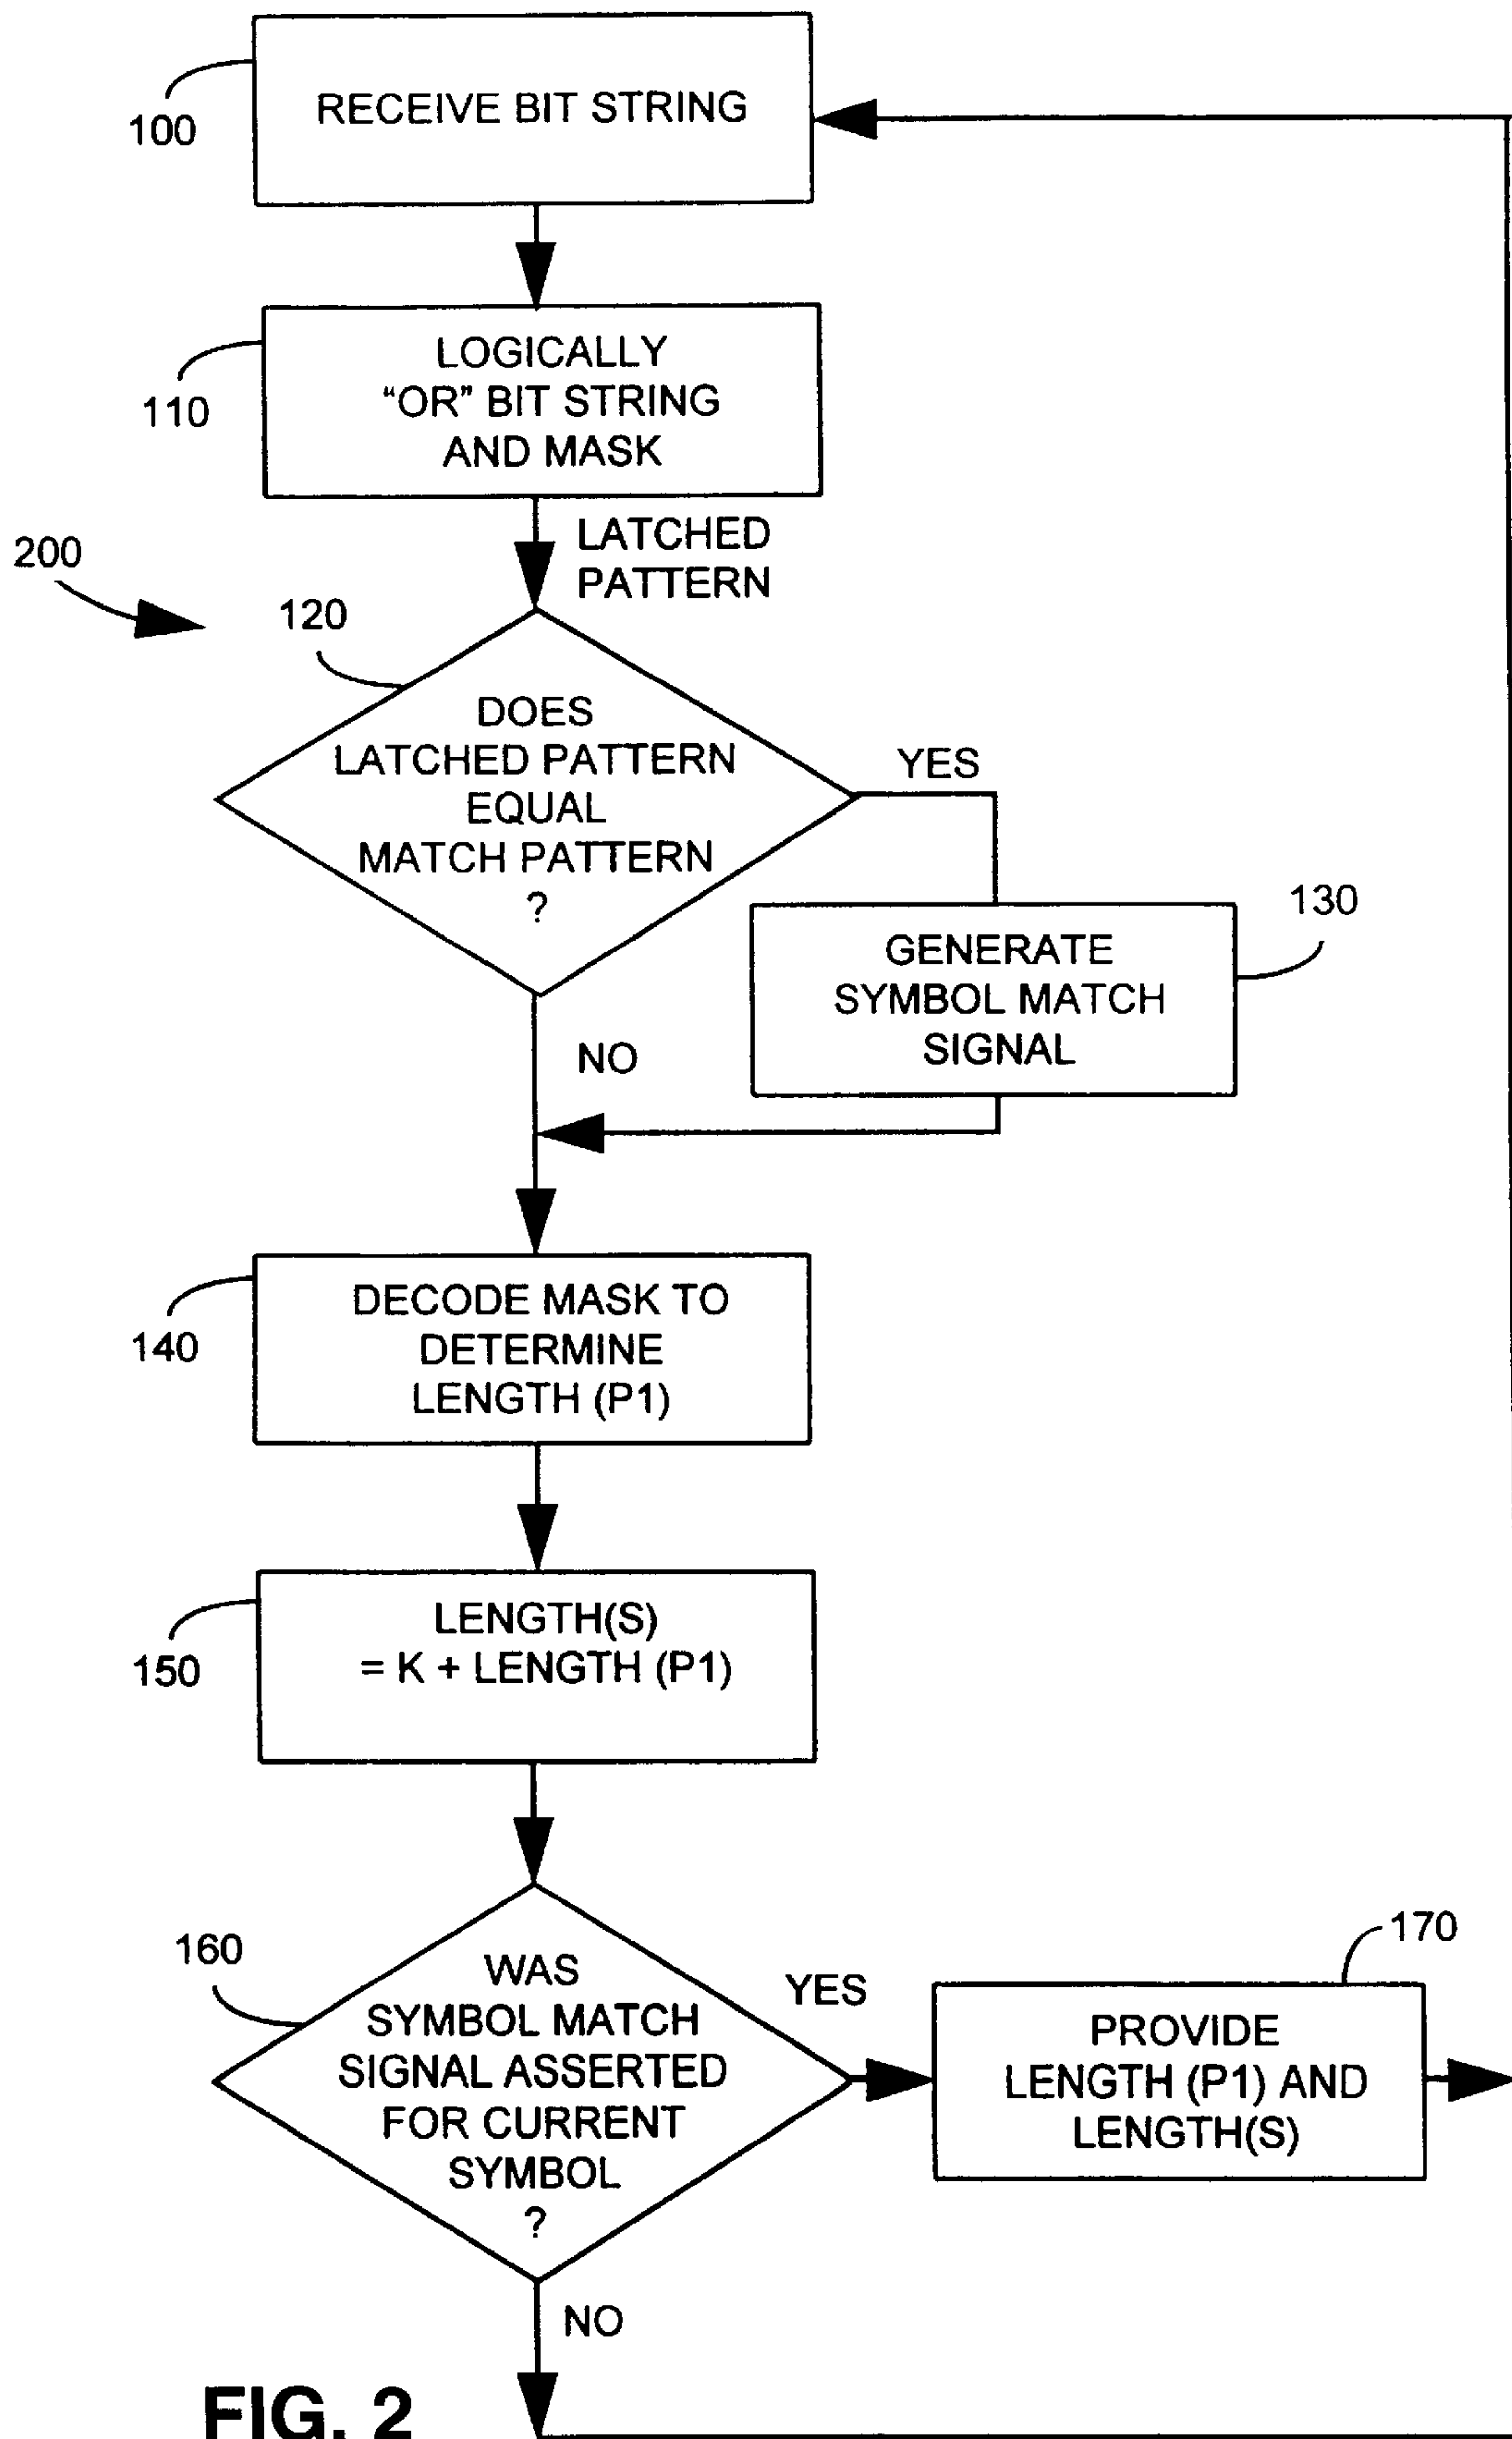 RECEIVE BIT STRING
100
LOGICALLY
“OR” BIT STRING
AND MASK
110
LATCHED
PATTERN
200
120
DOES
LATCHED PATTERN
EQUAL
MATCH PATTERN
?
YES
130
GENERATE
SYMBOL MATCH
SIGNAL
NO
DECODE MASK TO
DETERMINE
LENGTH (P1)
140
LENGTH(S)
= K + LENGTH (P1)
150
160
WAS
SYMBOL MATCH
SIGNAL ASSERTED
FOR CURRENT
SYMBOL
?
YES
170
PROVIDE
LENGTH (P1) AND
LENGTH(S)
NO
FIG. 2